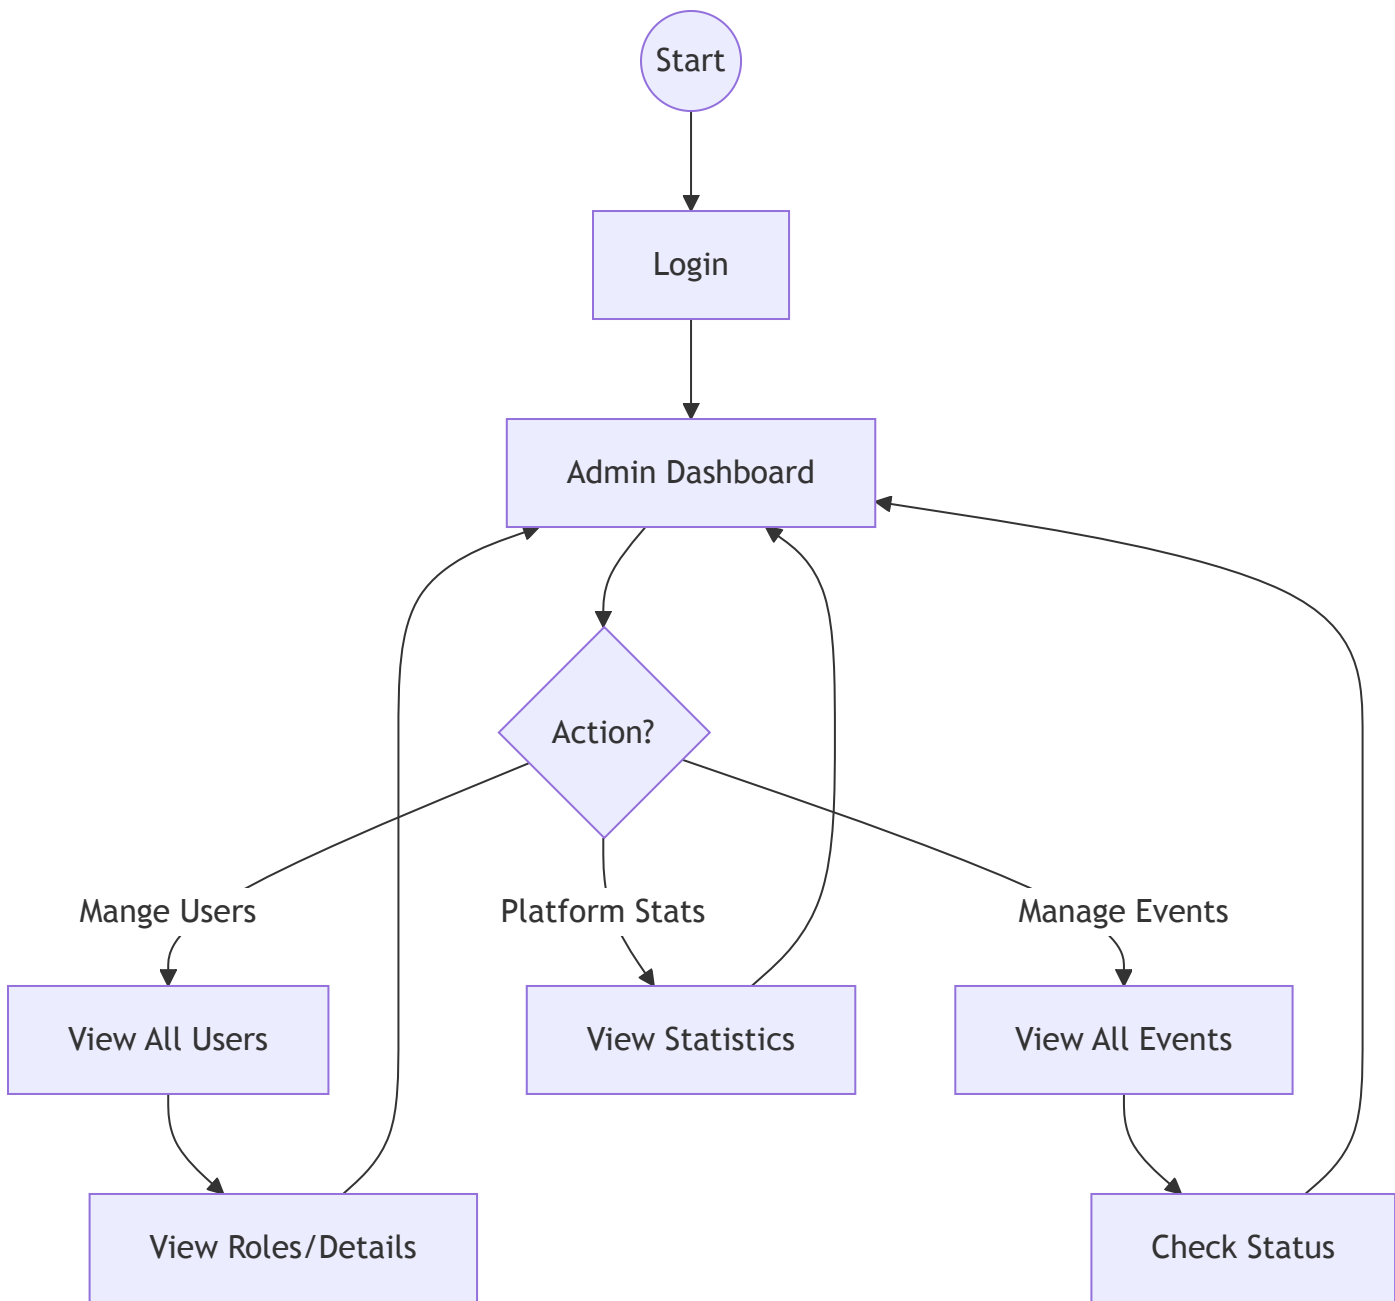 Start
Login
Admin Dashboard
Action?
Mange Users
Platform Stats
Manage Events
View All Users
View Statistics
View All Events
View Roles/Details
Check Status